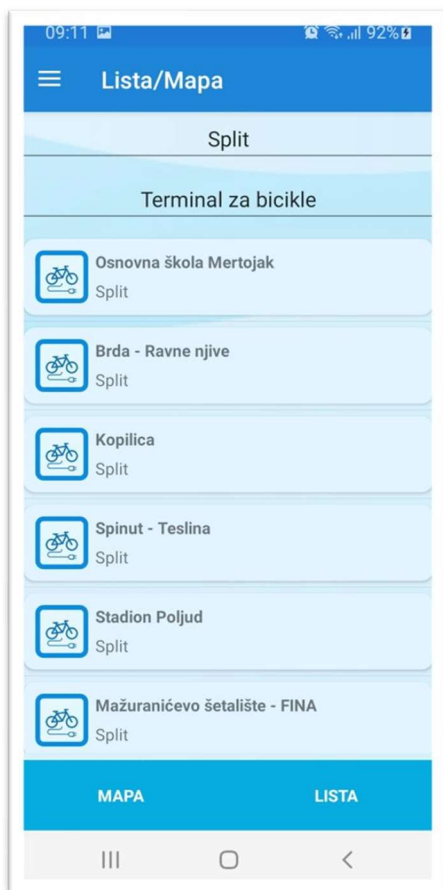 09:11 92%
Lista/Mapa
Split
Terminal za bicikle
Osnovna škola Mertojak
Split
Brda - Ravne njive
Split
Kopilica
Split
Spinut - Teslina
Split
Stadion Poljud
Split
Mažuranićevo šetalište - FINA
Split
MAPA LISTA